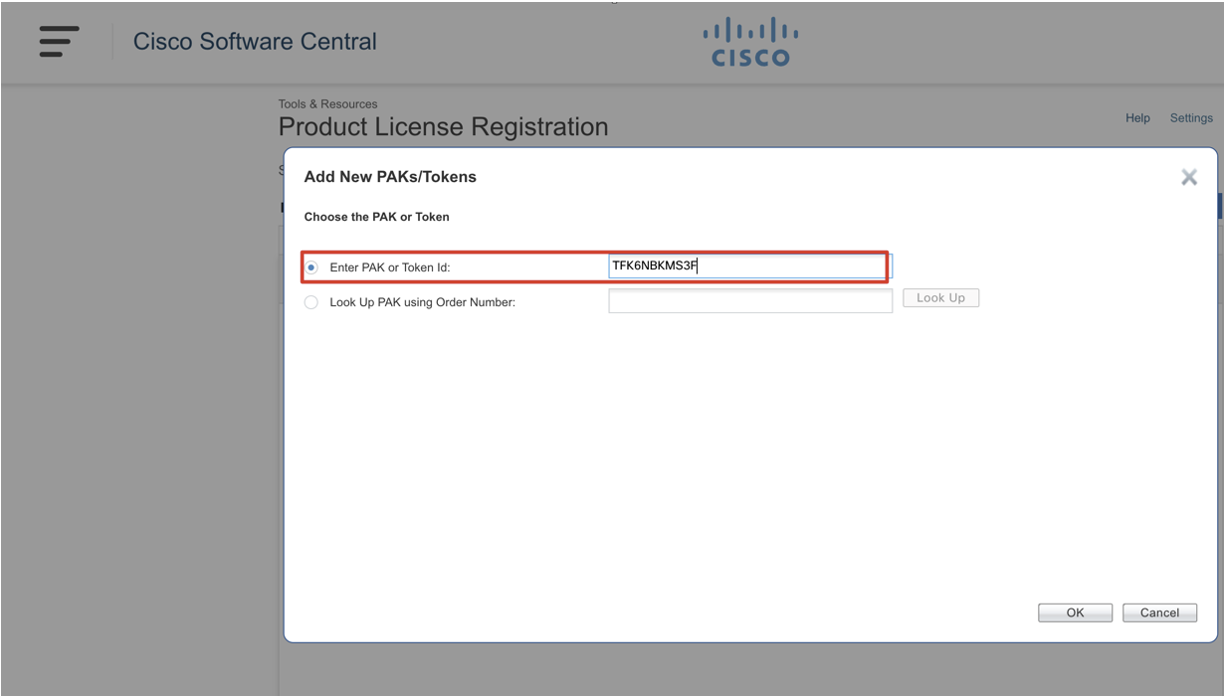 Cisco Software Central
CISCO
Tools & Resources
Product License Registration
Help Settings
Add New PAKs/Tokens
Choose the PAK or Token
Enter PAK or Token Id: TFK6NBKMS3F
Look Up PAK using Order Number: Look Up
OK Cancel